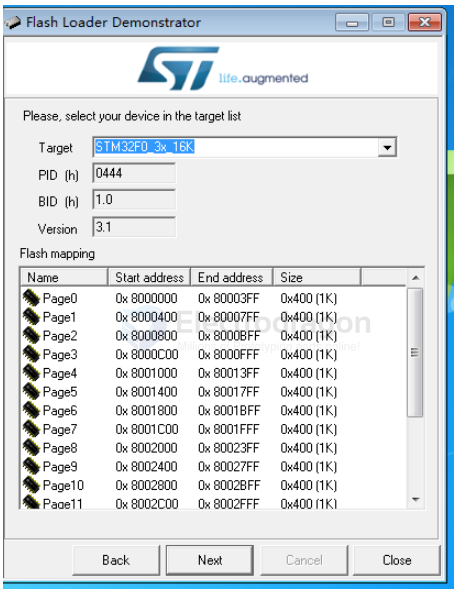 Flash Loader Demonstrator
life.augmented
Please, select your device in the target list
Target STM32F0_3x_16K
PID (h) 0444
BID (h) 1.0
Version 3.1
Flash mapping
Name Start address End address Size
Page0 0x 8000000 0x 80003FF 0x400 (1K)
Page1 0x 8000400 0x 80007FF 0x400 (1K)
Page2 0x 8000800 0x 8000BFF 0x400 (1K)
Page3 0x 8000C00 0x 8000FFF 0x400 (1K)
Page4 0x 8001000 0x 80013FF 0x400 (1K)
Page5 0x 8001400 0x 80017FF 0x400 (1K)
Page6 0x 8001800 0x 8001BFF 0x400 (1K)
Page7 0x 8001C00 0x 8001FFF 0x400 (1K)
Page8 0x 8002000 0x 80023FF 0x400 (1K)
Page9 0x 8002400 0x 80027FF 0x400 (1K)
Page10 0x 8002800 0x 8002BFF 0x400 (1K)
Page11 0x 8002C00 0x 8002FFF 0x400 (1K)
Electrodragon
Back Next Cancel Close